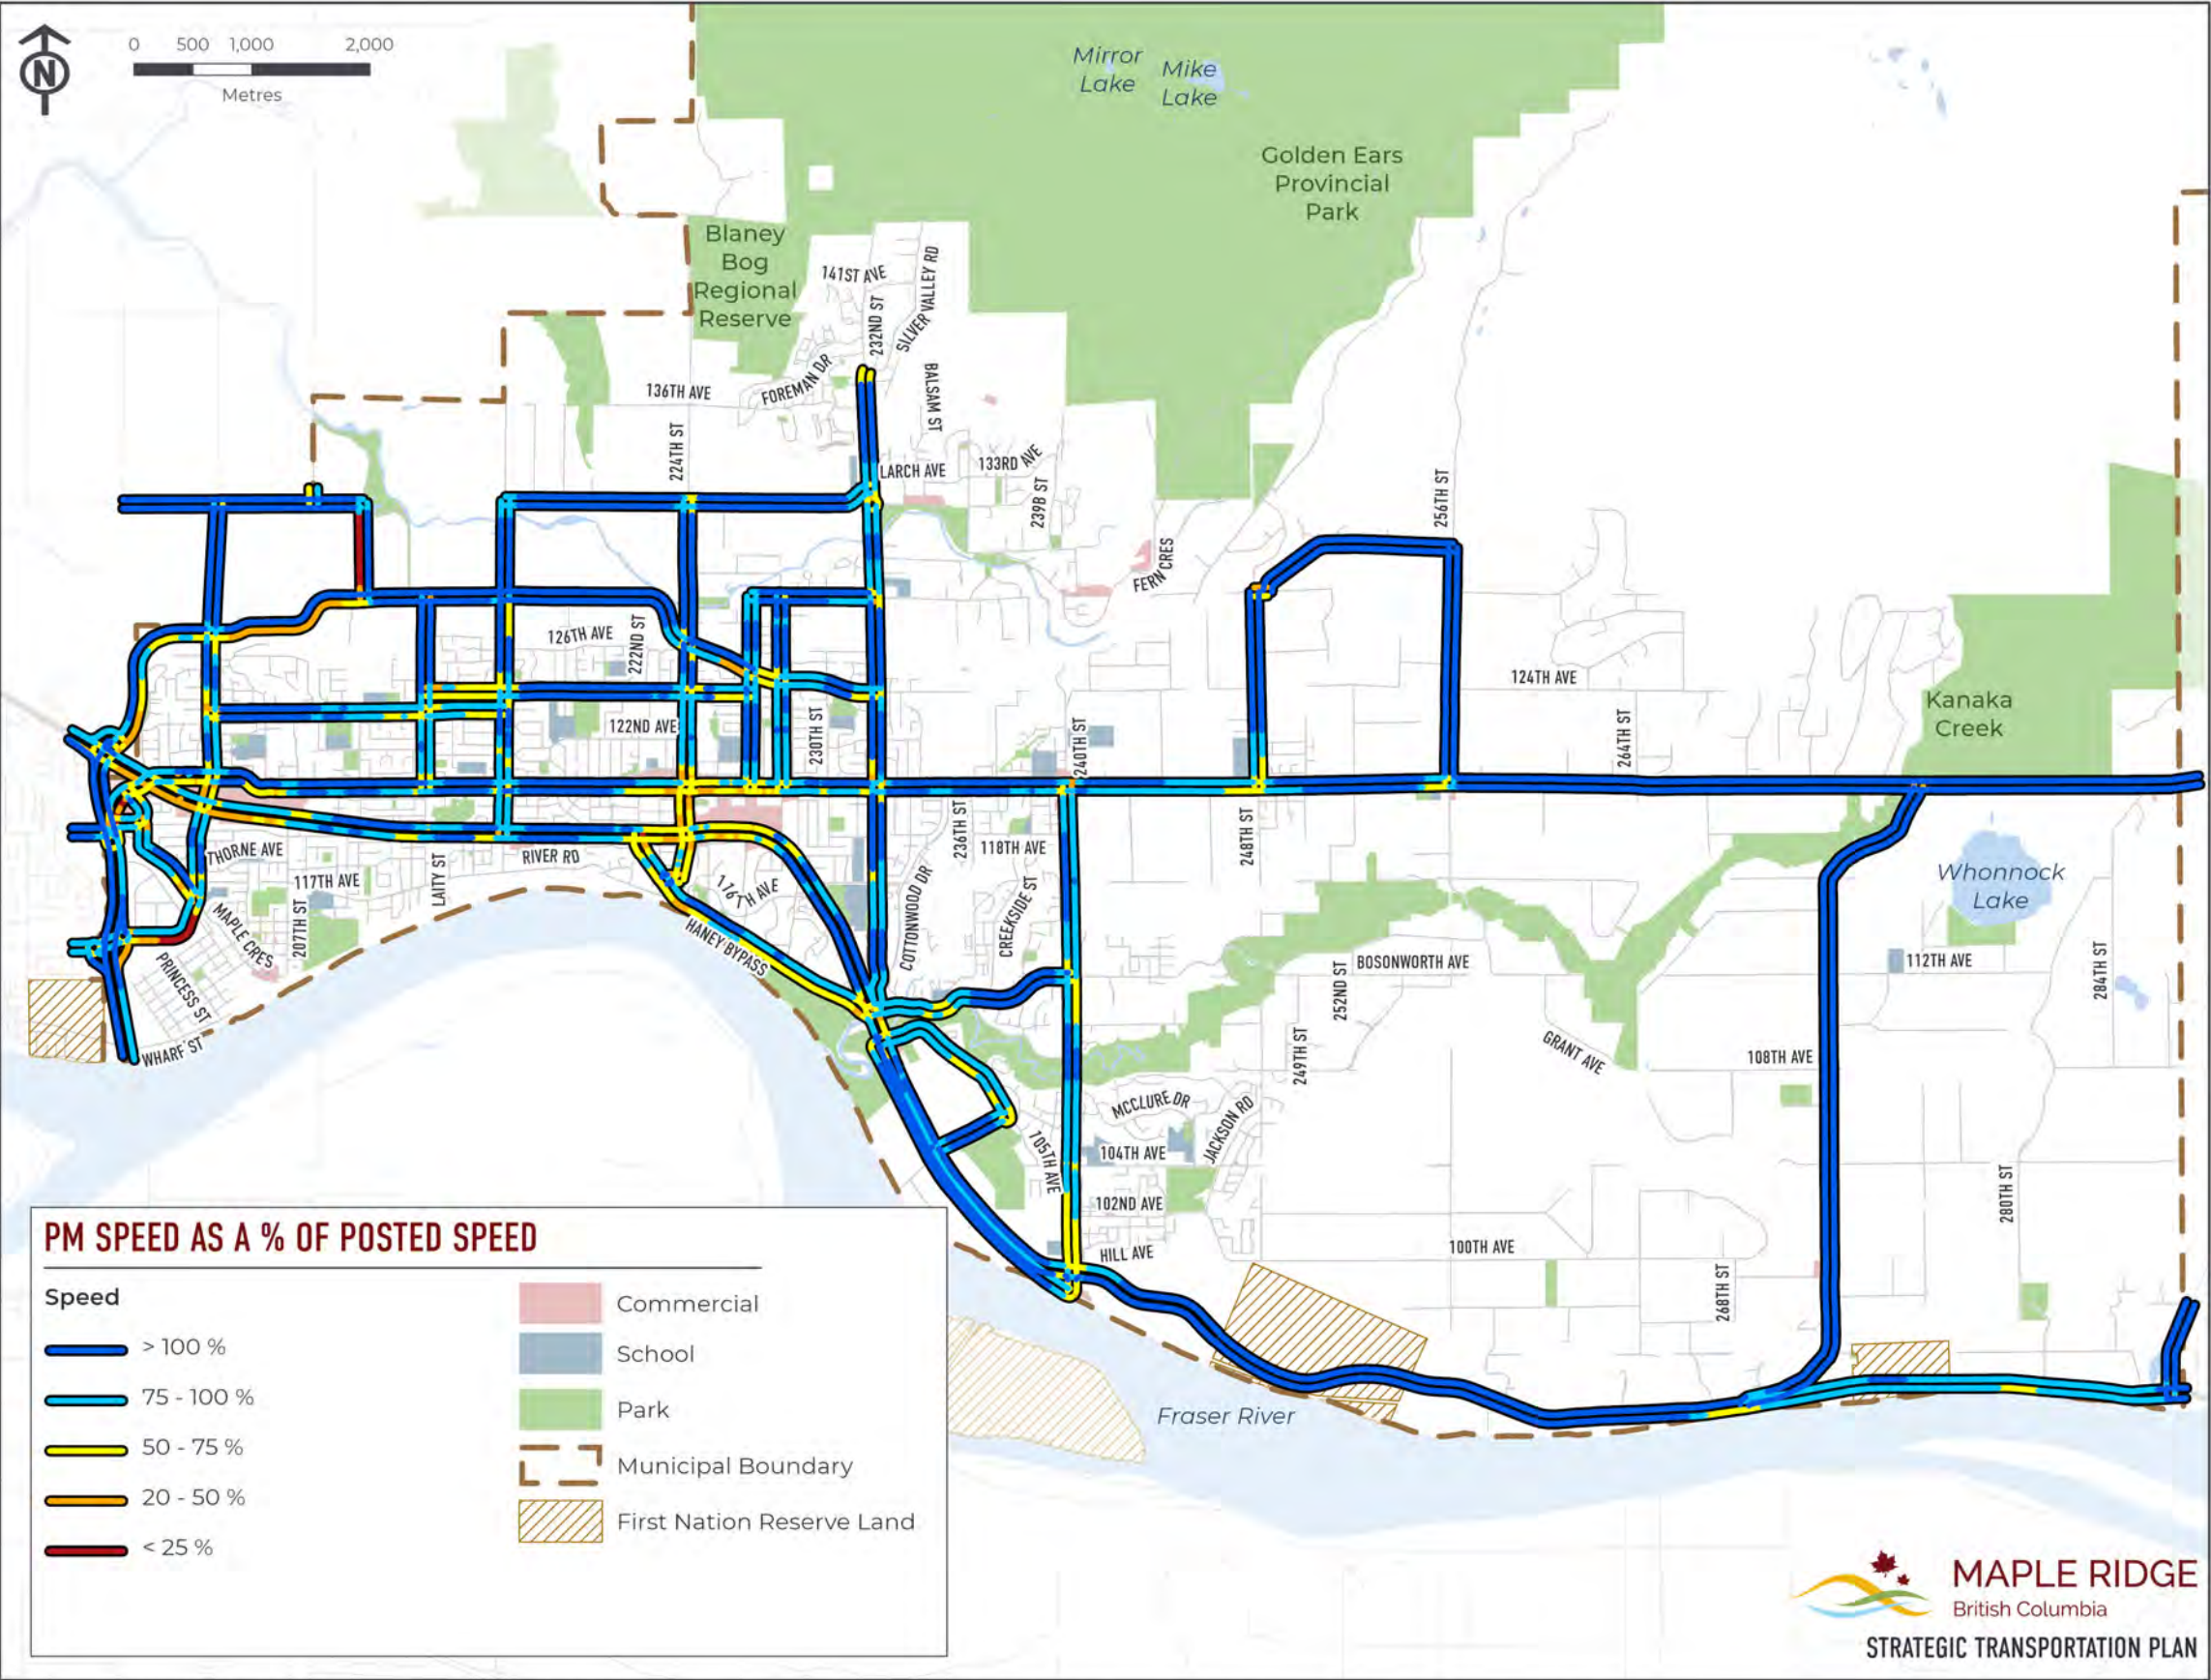 0 500 1,000 2,000
Metres
N
Mirror
Lake
Mike
Lake
Golden Ears
Provincial
Park
Blaney
Bog
Regional
Reserve
141ST AVE
232ND ST
SILVER VALLEY RD
FOREMAN DR
136TH AVE
BALSAM ST
224TH ST
LARCH AVE
133RD AVE
239B ST
256TH ST
FERN CRES
126TH AVE
222ND ST
124TH AVE
Kanaka
Creek
122ND AVE
230TH ST
240TH ST
264TH ST
236TH ST
248TH ST
118TH AVE
THORNE AVE
RIVER RD
117TH AVE
LAITY ST
116TH AVE
COTTONWOOD DR
CREEKSIDE ST
Whonnock
Lake
MAPLE CRES
207TH ST
HANEY BYPASS
PRINCESS ST
BOSONWORTH AVE
252ND ST
112TH AVE
284TH ST
WHARF ST
249TH ST
GRANT AVE
108TH AVE
MCCLURE DR
JACKSON RD
105TH AVE
104TH AVE
102ND AVE
280TH ST
HILL AVE
100TH AVE
268TH ST
Fraser River
PM SPEED AS A % OF POSTED SPEED
Speed
> 100 %
75 - 100 %
50 - 75 %
20 - 50 %
< 25 %
Commercial
School
Park
Municipal Boundary
First Nation Reserve Land
MAPLE RIDGE
British Columbia
STRATEGIC TRANSPORTATION PLAN